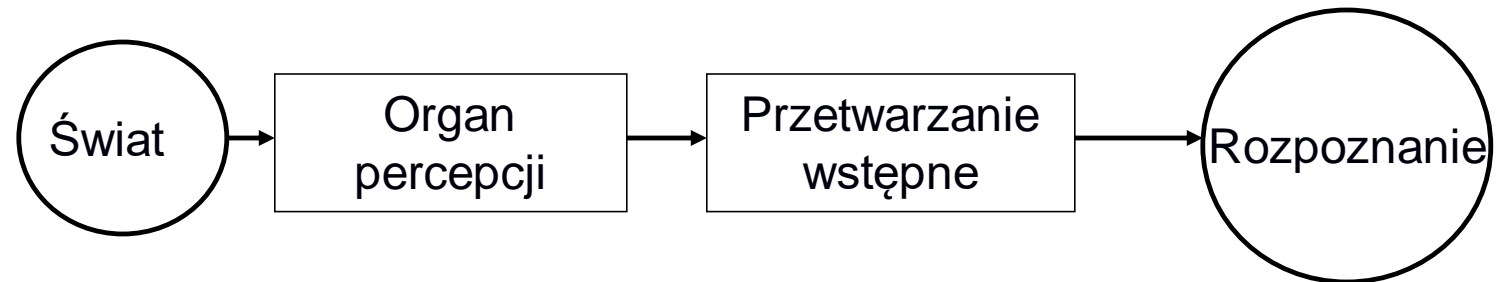 Świat
Organ
percepcji
Przetwarzanie
wstępne
Rozpoznanie